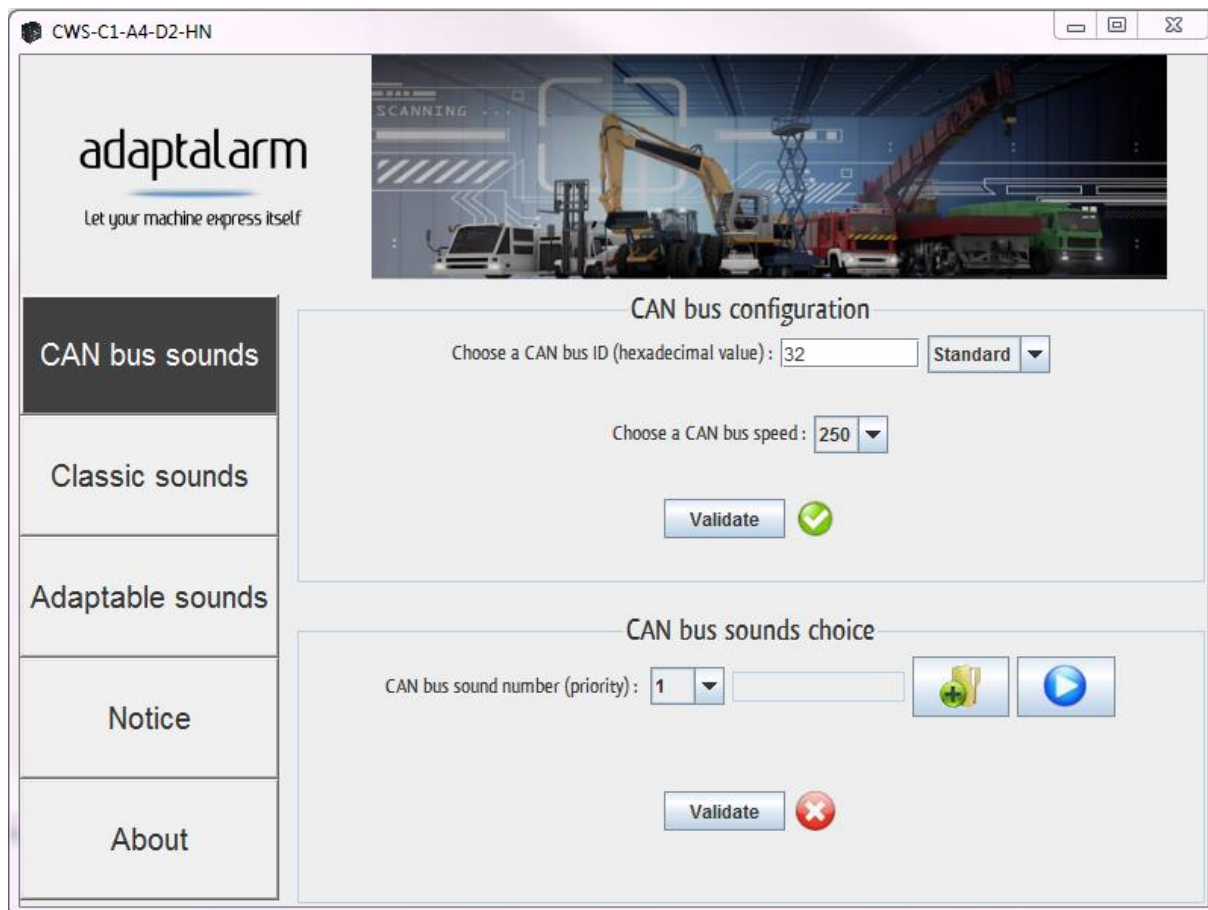 CWS-C1-A4-D2-HN
SCANNING ...
adaptalarm
Let your machine express itself
CAN bus sounds
Classic sounds
Adaptable sounds
Notice
About
CAN bus configuration
Choose a CAN bus ID (hexadecimal value) : 32 Standard
Choose a CAN bus speed : 250
Validate
CAN bus sounds choice
CAN bus sound number (priority) : 1
Validate